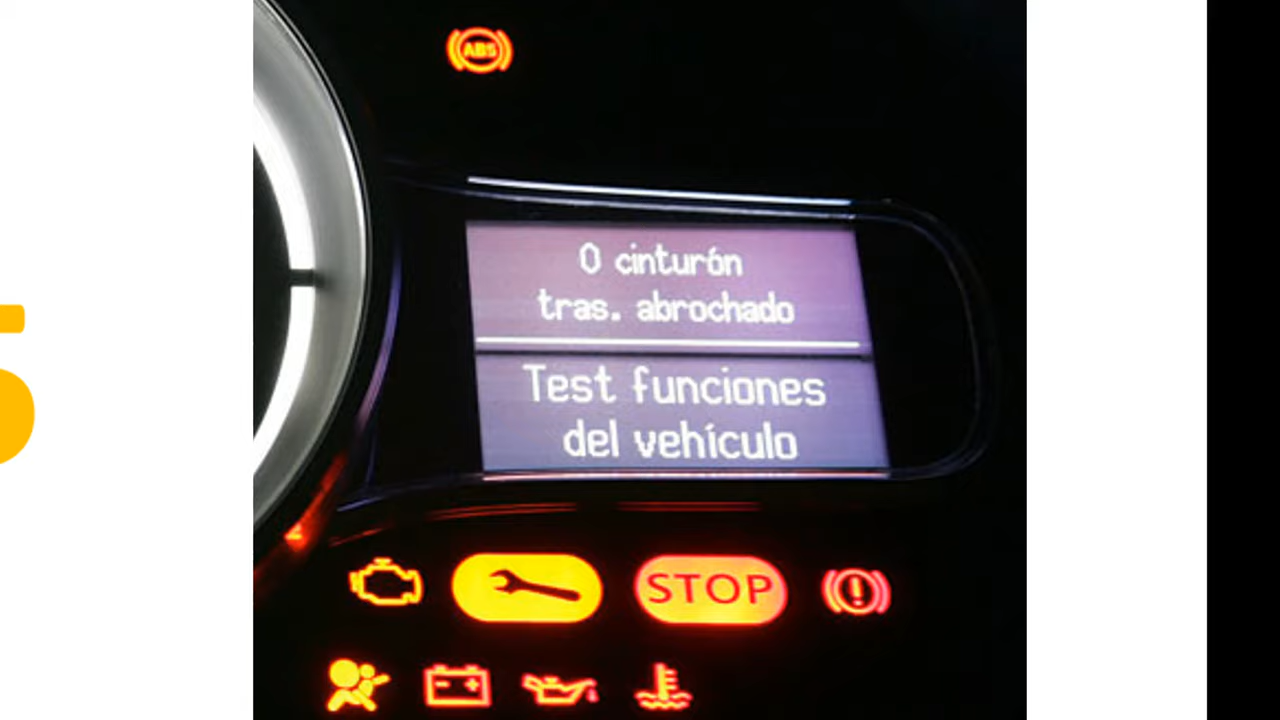 ABS
0 cinturón
tras. abrochado
Test funciones
del vehículo
STOP